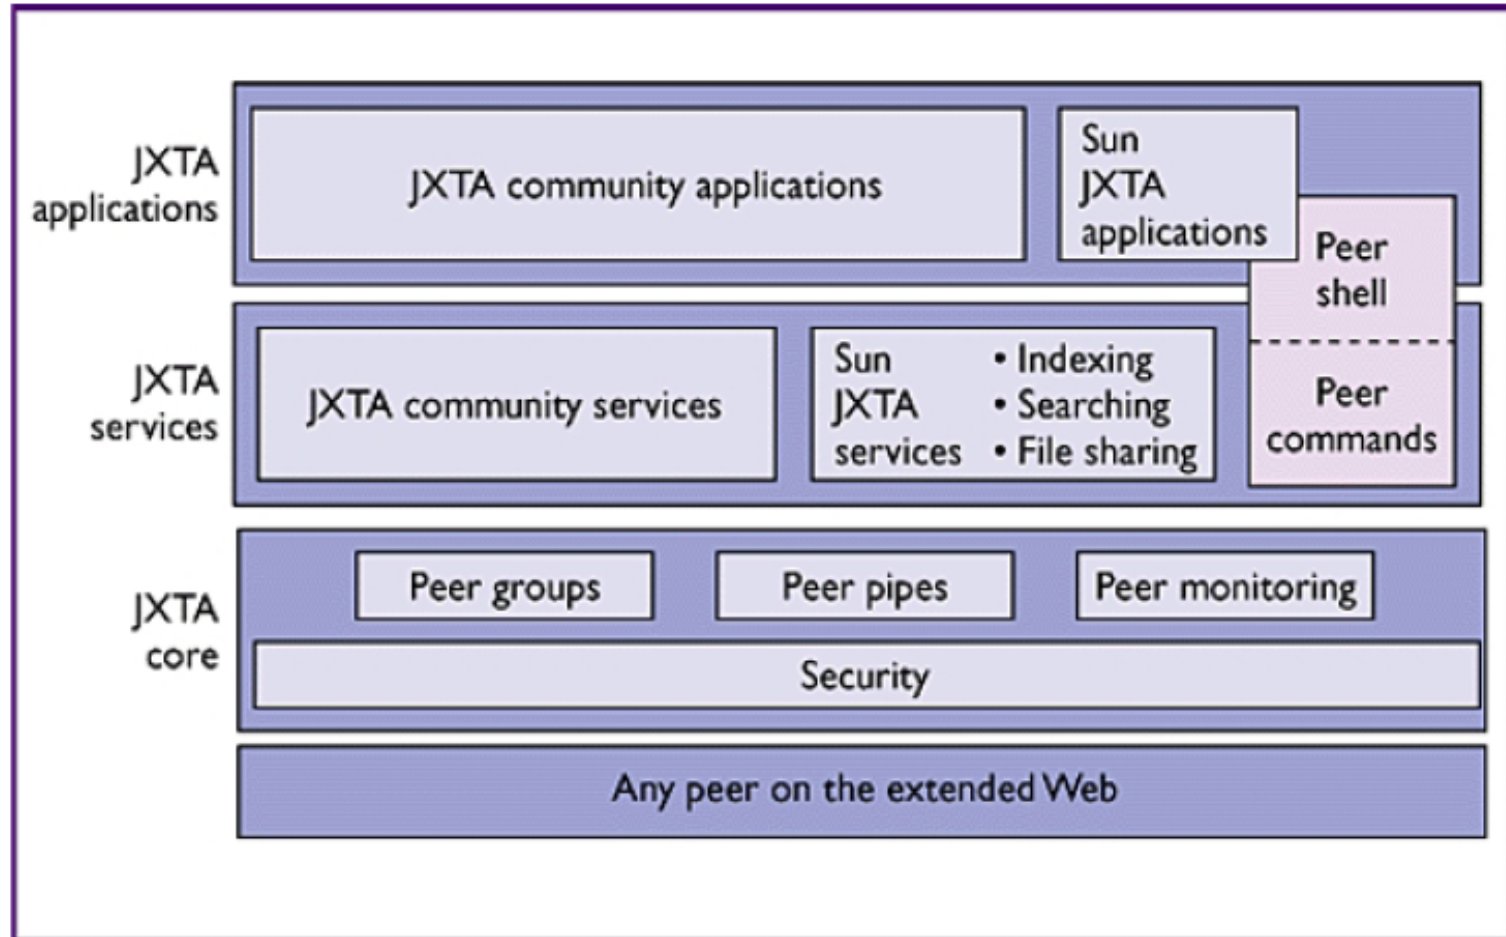 JXTA
applications
JXTA community applications
Sun
JXTA
applications
Peer
shell
JXTA
services
JXTA community services
Sun
JXTA
services
• Indexing
• Searching
• File sharing
Peer
commands
JXTA
core
Peer groups
Peer pipes
Peer monitoring
Security
Any peer on the extended Web